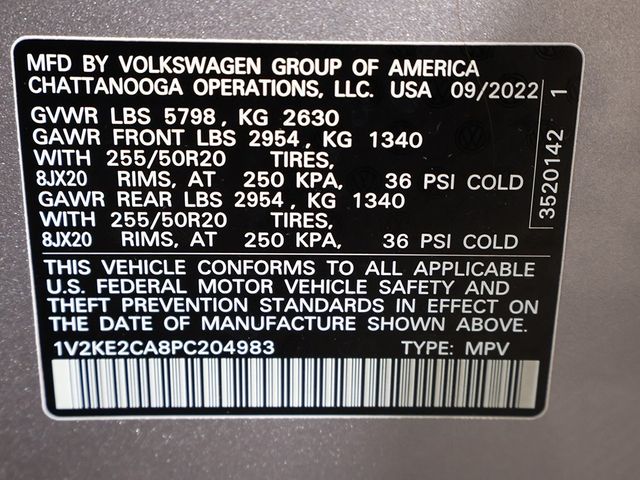 MFD BY VOLKSWAGEN GROUP OF AMERICA
CHATTANOOGA OPERATIONS, LLC. USA 09/2022
GVWR LBS 5798, KG 2630
GAWR FRONT LBS 2954, KG 1340
WITH 255/50R20 TIRES,
8JX20 RIMS, AT 250 KPA, 36 PSI COLD
GAWR REAR LBS 2954, KG 1340
WITH 255/50R20 TIRES,
8JX20 RIMS, AT 250 KPA, 36 PSI COLD
THIS VEHICLE CONFORMS TO ALL APPLICABLE
U.S. FEDERAL MOTOR VEHICLE SAFETY AND
THEFT PREVENTION STANDARDS IN EFFECT ON
THE DATE OF MANUFACTURE SHOWN ABOVE.
1V2KE2CA8PC204983 TYPE: MPV
3520142 1